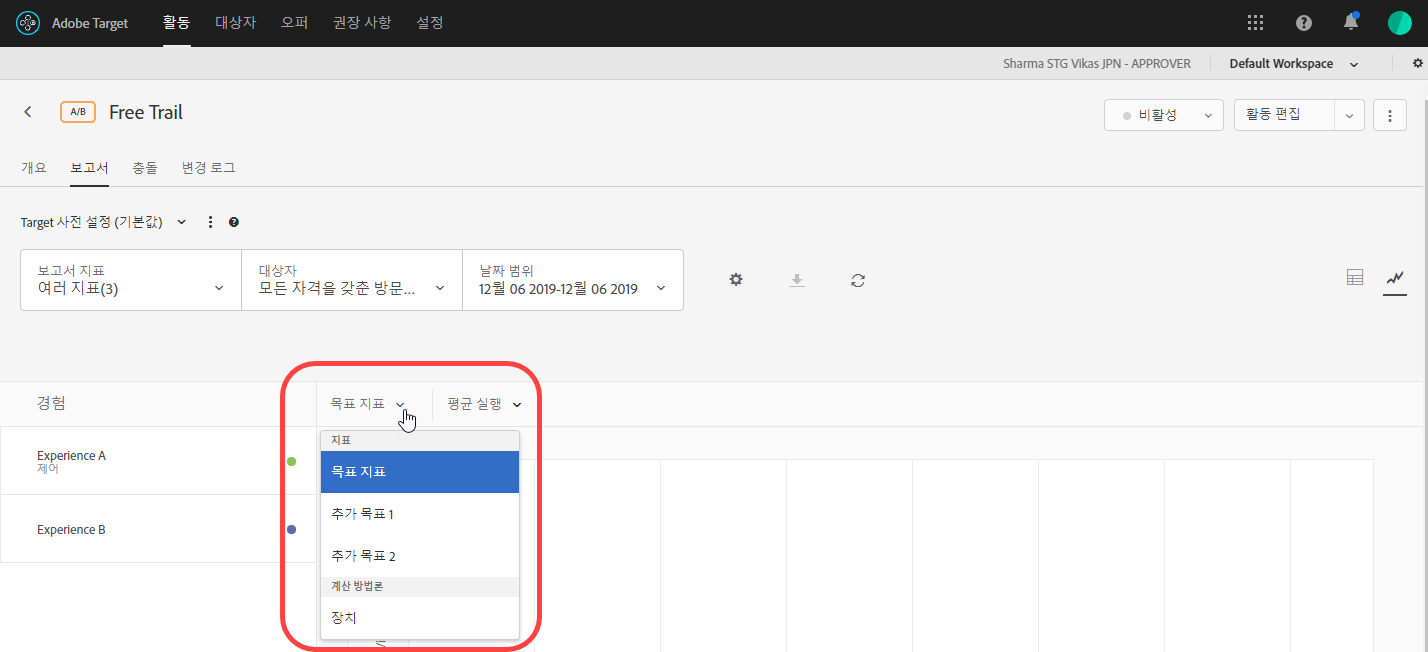 Adobe Target 활동 대상자 오퍼 권장 사항 설정
Sharma STG Vikas JPN - APPROVER Default Workspace
A/B Free Trail
비활성 활동 편집
개요 보고서 충돌 변경 로그
Target 사전 설정 (기본값)
보고서 지표
여러 지표(3)
대상자
모든 자격을 갖춘 방문...
날짜 범위
12월 06 2019-12월 06 2019
경험 목표 지표 평균 실행
Experience A
제어
Experience B
지표
목표 지표
추가 목표 1
추가 목표 2
계산 방법론
장치